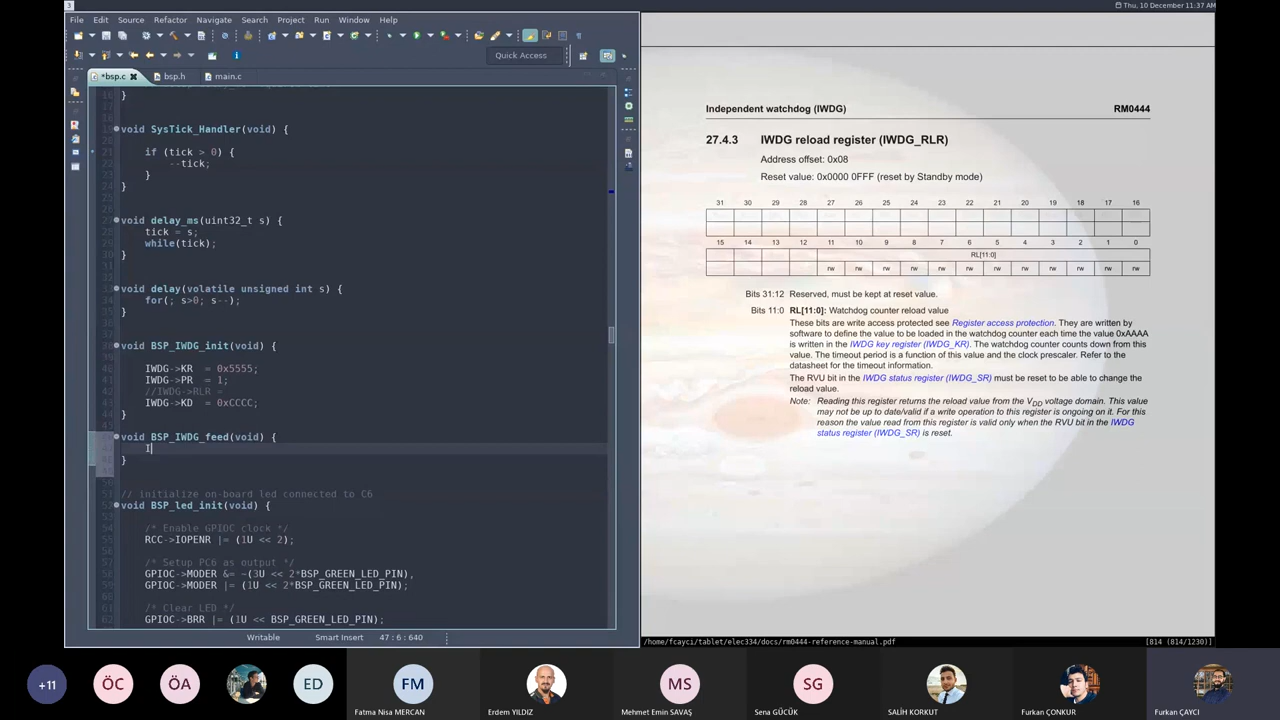 Thu, 10 December 11:37 AM
File Edit Source Refactor Navigate Search Project Run Window Help
Quick Access
*bsp.c bsp.h main.c
}
void SysTick_Handler(void) {
if (tick > 0) {
--tick;
}
}
void delay_ms(uint32_t s) {
tick = s;
while(tick);
}
void delay(volatile unsigned int s) {
for(; s>0; s--);
}
void BSP_IWDG_init(void) {
IWDG->KR = 0x5555;
IWDG->PR = 1;
//IWDG->RLR =
IWDG->KD = 0xCCCC;
}
void BSP_IWDG_feed(void) {
I
}
// initialize on-board led connected to C6
void BSP_led_init(void) {
/* Enable GPIOC clock */
RCC->IOPENR |= (1U << 2);
/* Setup PC6 as output */
GPIOC->MODER &= ~(3U << 2*BSP_GREEN_LED_PIN),
GPIOC->MODER |= (1U << 2*BSP_GREEN_LED_PIN);
/* Clear LED */
GPIOC->BRR |= (1U << BSP_GREEN_LED_PIN);
Writable Smart Insert 47 : 6 : 640
Independent watchdog (IWDG) RM0444
27.4.3 IWDG reload register (IWDG_RLR)
Address offset: 0x08
Reset value: 0x0000 0FFF (reset by Standby mode)
31 30 29 28 27 26 25 24 23 22 21 20 19 18 17 16
15 14 13 12 11 10 9 8 7 6 5 4 3 2 1 0
RL[11:0]
rw rw rw rw rw rw rw rw rw rw rw rw
Bits 31:12 Reserved, must be kept at reset value.
Bits 11:0 RL[11:0]: Watchdog counter reload value
These bits are write access protected see Register access protection. They are written by
software to define the value to be loaded in the watchdog counter each time the value 0xAAAA
is written in the IWDG key register (IWDG_KR). The watchdog counter counts down from this
value. The timeout period is a function of this value and the clock prescaler. Refer to the
datasheet for the timeout information.
The RVU bit in the IWDG status register (IWDG_SR) must be reset to be able to change the
reload value.
Note: Reading this register returns the reload value from the VDD voltage domain. This value
may not be up to date/valid if a write operation to this register is ongoing on it. For this
reason the value read from this register is valid only when the RVU bit in the IWDG
status register (IWDG_SR) is reset.
/home/fcayci/tablet/elec334/docs/rm0444-reference-manual.pdf [814 (814/1230)]
+11 ÖC ÖA ED FM MS SG
Fatma Nisa MERCAN Erdem YILDIZ Mehmet Emin SAVAŞ Sena GÜCÜK SALİH KORKUT Furkan ÇONKUR Furkan ÇAYCI